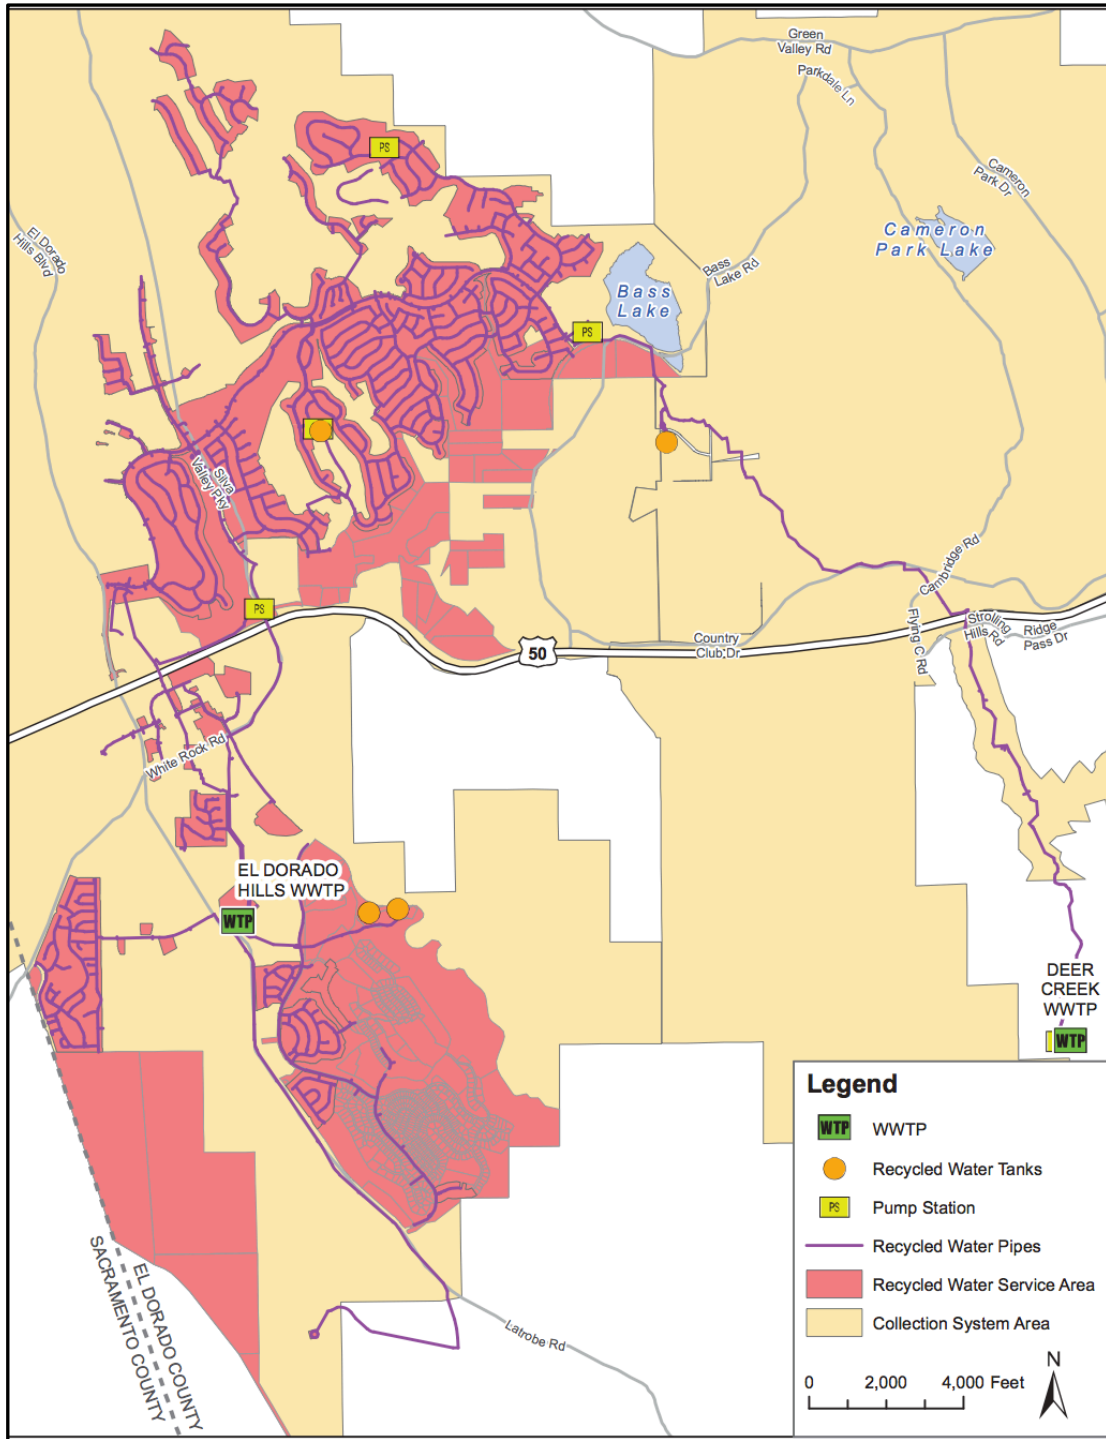 Green
Valley Rd
Parkdale Ln
Cameron
Park Dr
Cameron
Park Lake
El Dorado
Hills Blvd
PS
Bass
Lake Rd
Bass
Lake
PS
Silva
Valley Pky
PS
Cambridge Rd
Flying C Rd
Strolling
Hills Rd
Ridge
Pass Dr
Country
Club Dr
50
White Rock Rd
EL DORADO
HILLS WWTP
WTP
DEER
CREEK
WWTP
WTP
Latrobe Rd
EL DORADO COUNTY
SACRAMENTO COUNTY
Legend
WTP WWTP
Recycled Water Tanks
PS Pump Station
Recycled Water Pipes
Recycled Water Service Area
Collection System Area
0 2,000 4,000 Feet
N